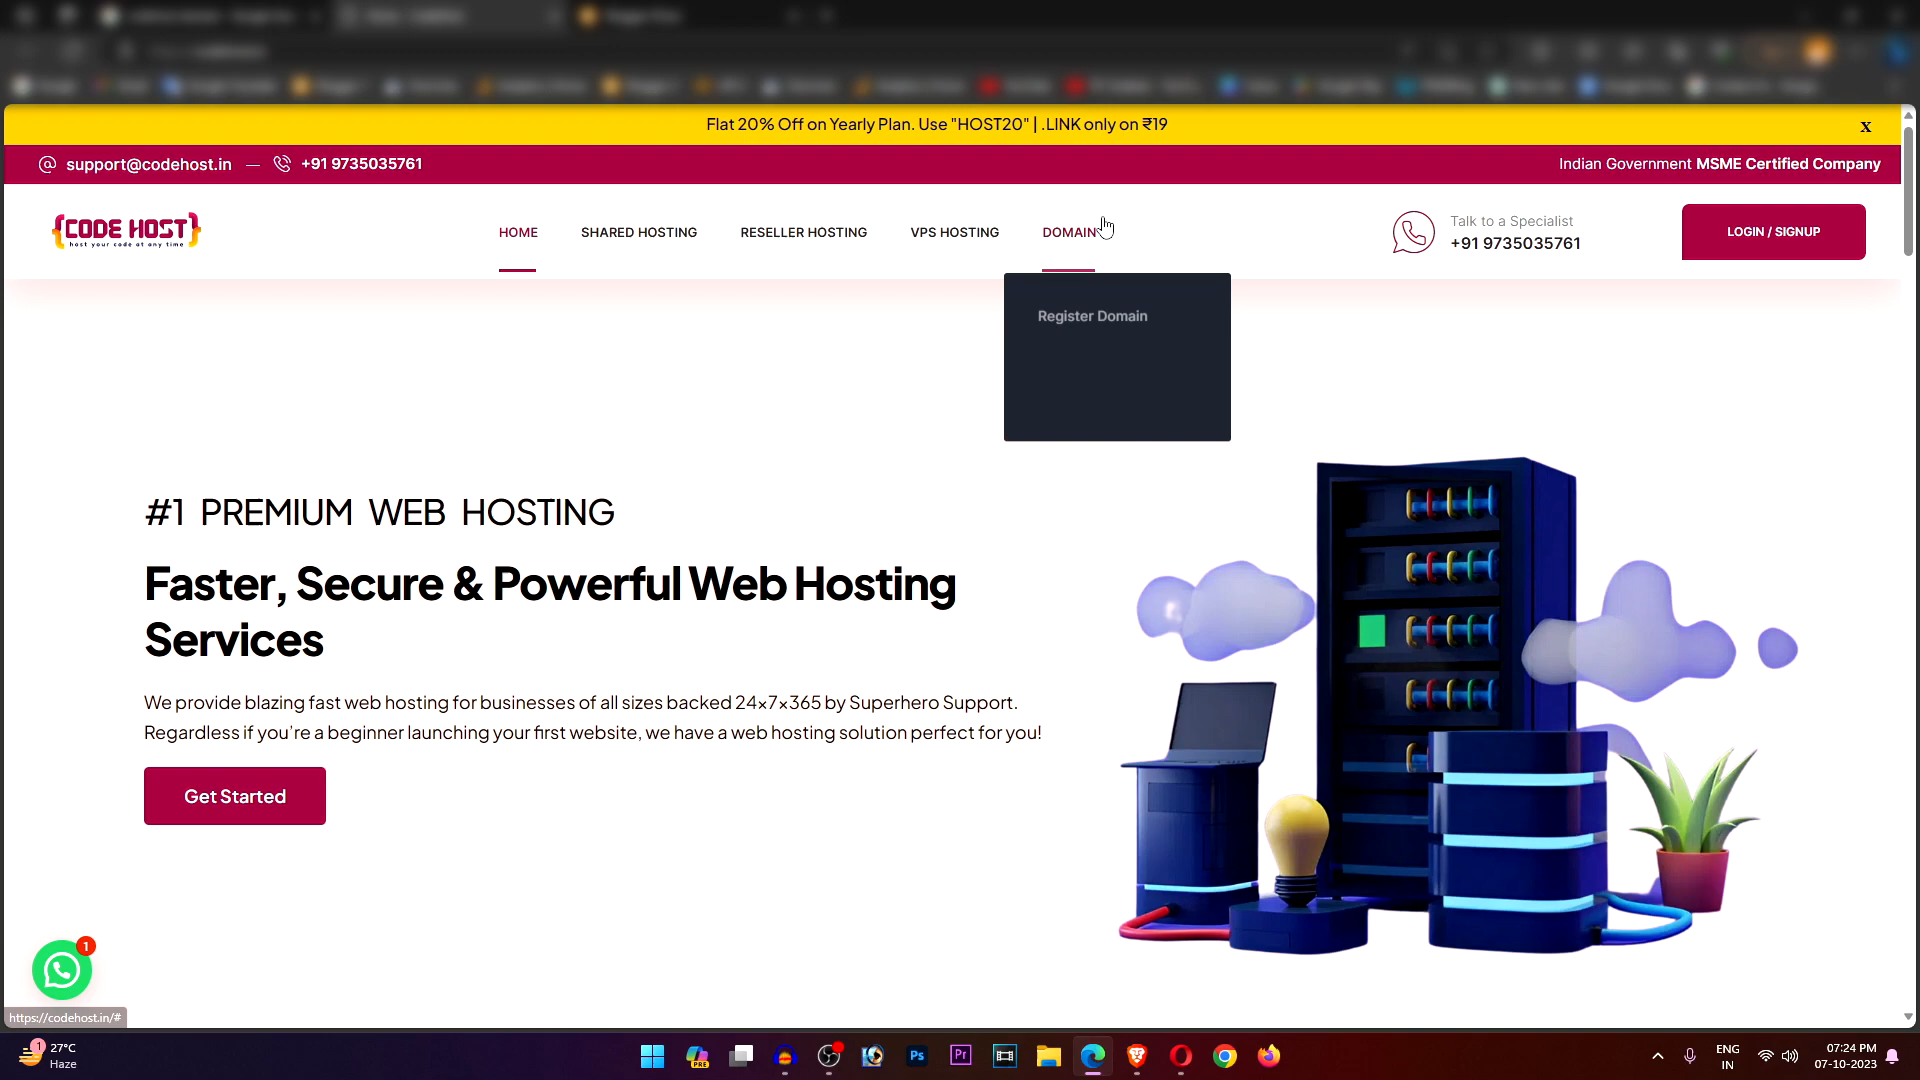 Flat 20% Off on Yearly Plan. Use "HOST20" | .LINK only on ₹19
x
support@codehost.in — +91 9735035761
Indian Government MSME Certified Company
{CODE HOST}
host your code at any time
HOME
SHARED HOSTING
RESELLER HOSTING
VPS HOSTING
DOMAIN
Talk to a Specialist
+91 9735035761
LOGIN / SIGNUP
Register Domain
#1 PREMIUM WEB HOSTING
Faster, Secure & Powerful Web Hosting
Services
We provide blazing fast web hosting for businesses of all sizes backed 24×7×365 by Superhero Support.
Regardless if you’re a beginner launching your first website, we have a web hosting solution perfect for you!
Get Started
1
https://codehost.in/#
1
27°C
Haze
PRE
Ps
Pr
ENG
IN
07:24 PM
07-10-2023